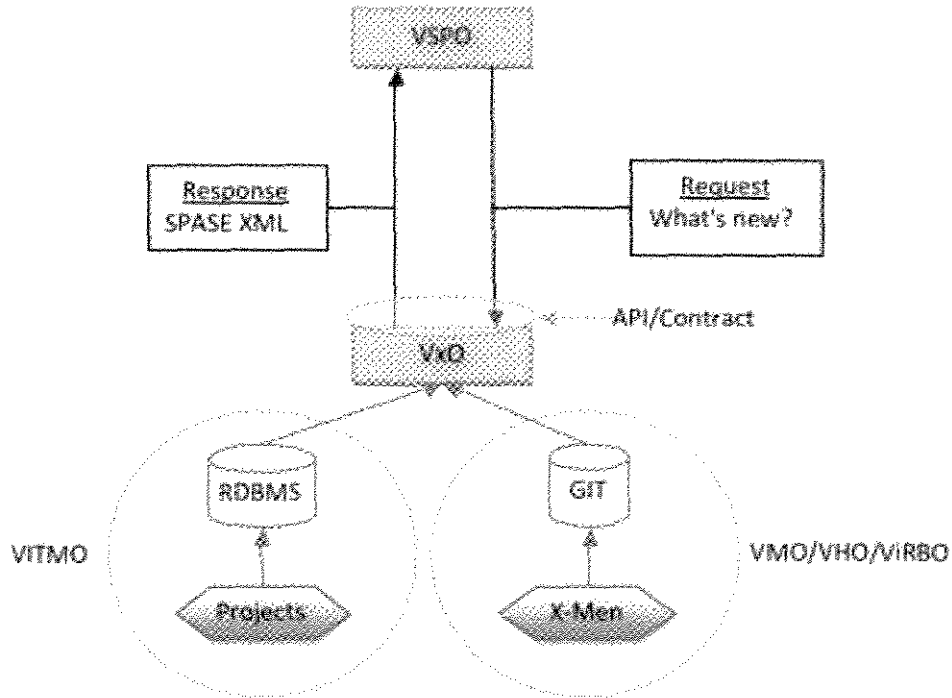 VSPO
Response
SPASE XML
Request
What's new?
API/Contract
VxO
RDBMS
GIT
VITMO
VMO/VHO/ViRBO
Projects
X-Men